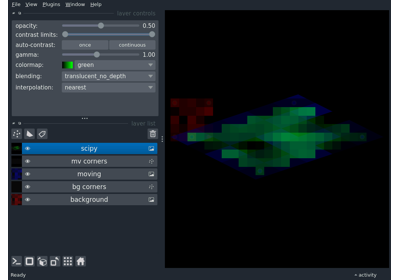 File View Plugins Window Help
layer controls
opacity: 0.50
contrast limits:
auto-contrast: once continuous
gamma: 1.00
colormap: green
blending: translucent_no_depth
interpolation: nearest
layer list
scipy
mv corners
moving
bg corners
background
Ready
activity